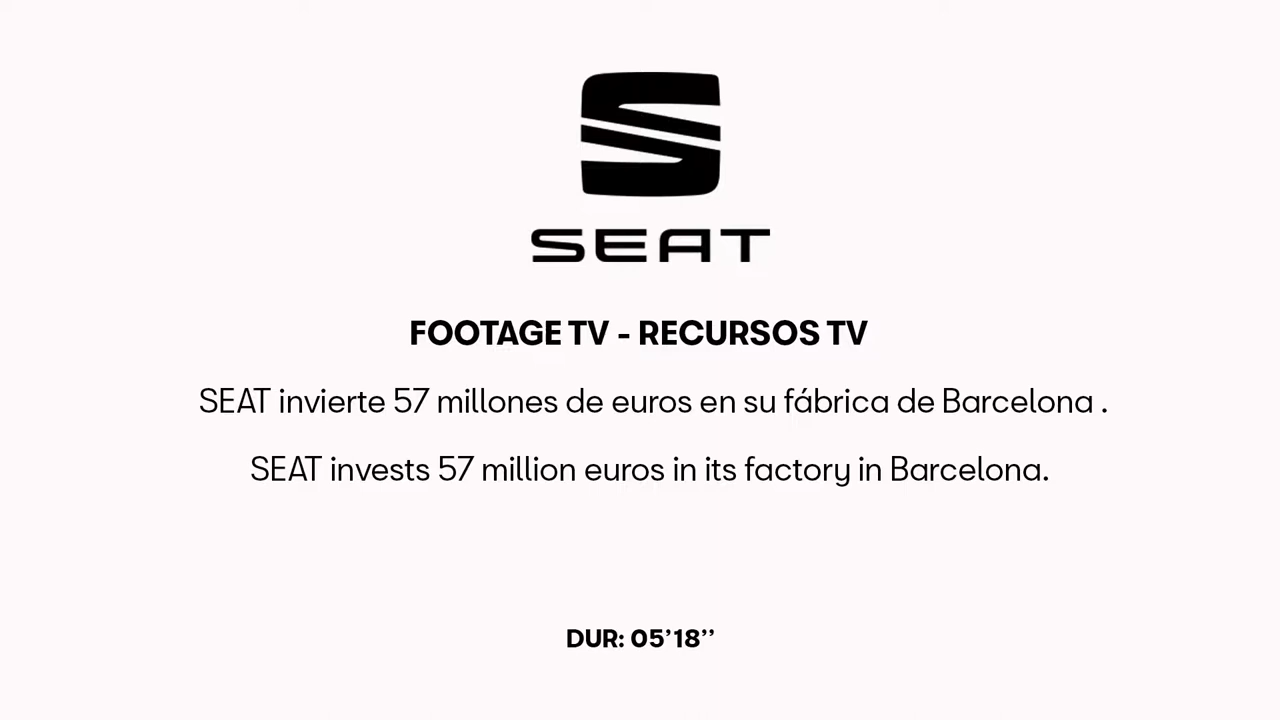 SEAT
FOOTAGE TV - RECURSOS TV
SEAT invierte 57 millones de euros en su fábrica de Barcelona .
SEAT invests 57 million euros in its factory in Barcelona.
DUR: 05’18’’